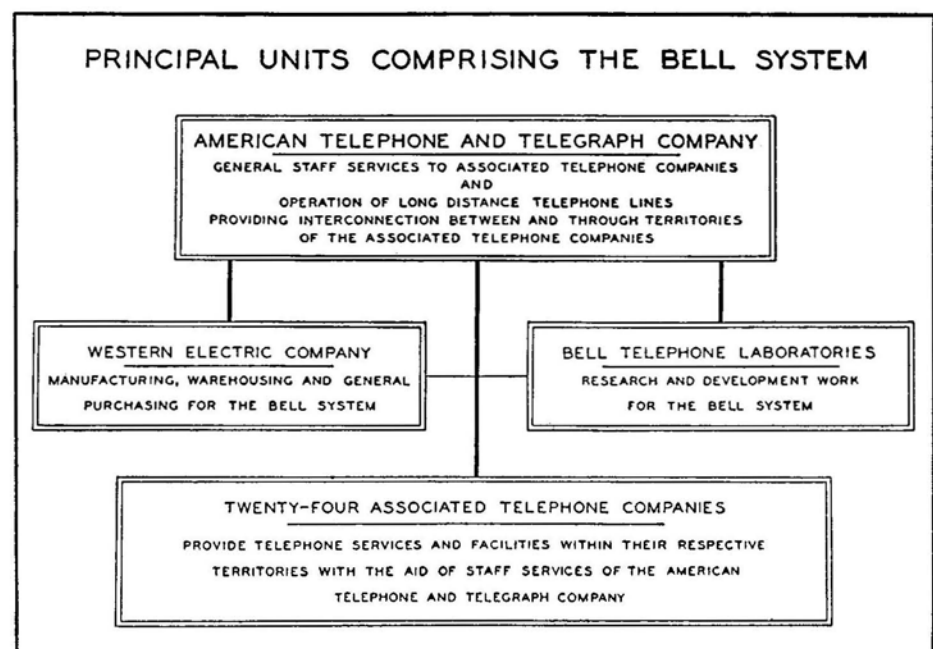 PRINCIPAL UNITS COMPRISING THE BELL SYSTEM
AMERICAN TELEPHONE AND TELEGRAPH COMPANY
GENERAL STAFF SERVICES TO ASSOCIATED TELEPHONE COMPANIES
AND
OPERATION OF LONG DISTANCE TELEPHONE LINES
PROVIDING INTERCONNECTION BETWEEN AND THROUGH TERRITORIES
OF THE ASSOCIATED TELEPHONE COMPANIES
WESTERN ELECTRIC COMPANY
MANUFACTURING, WAREHOUSING AND GENERAL
PURCHASING FOR THE BELL SYSTEM
BELL TELEPHONE LABORATORIES
RESEARCH AND DEVELOPMENT WORK
FOR THE BELL SYSTEM
TWENTY-FOUR ASSOCIATED TELEPHONE COMPANIES
PROVIDE TELEPHONE SERVICES AND FACILITIES WITHIN THEIR RESPECTIVE
TERRITORIES WITH THE AID OF STAFF SERVICES OF THE AMERICAN
TELEPHONE AND TELEGRAPH COMPANY